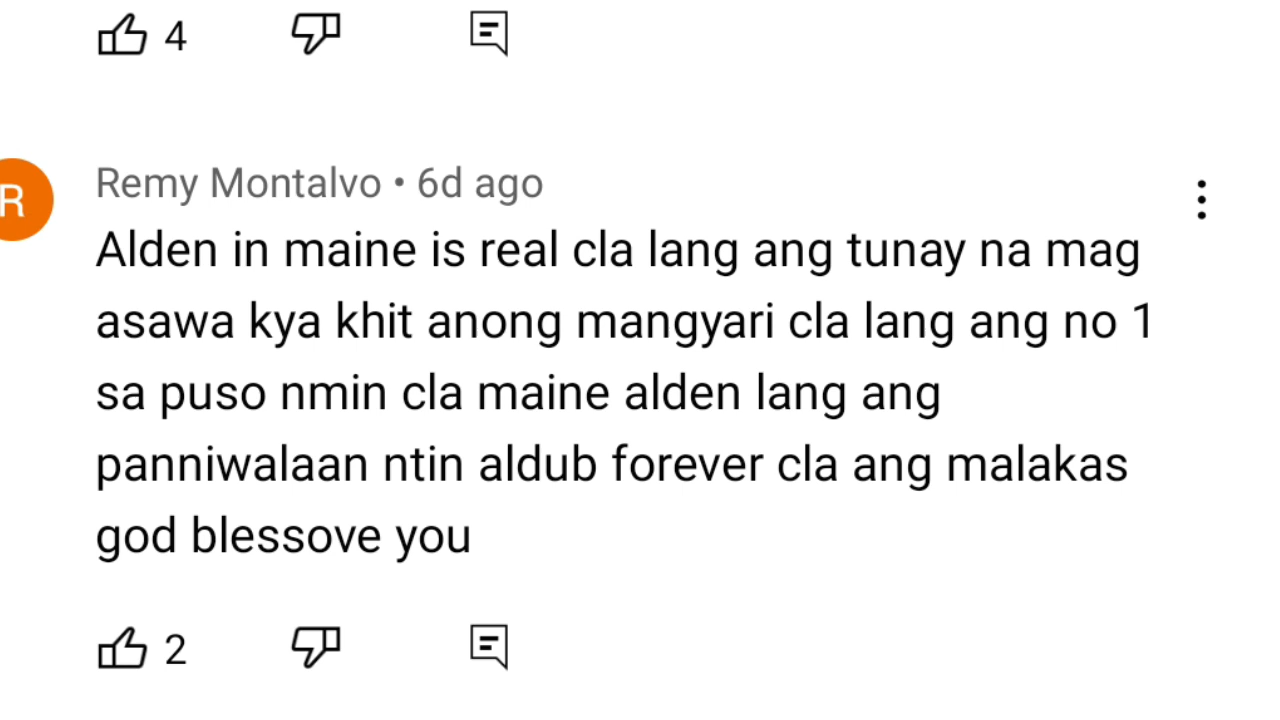 4
R
Remy Montalvo • 6d ago
Alden in maine is real cla lang ang tunay na mag
asawa kya khit anong mangyari cla lang ang no 1
sa puso nmin cla maine alden lang ang
panniwalaan ntin aldub forever cla ang malakas
god blessove you
2